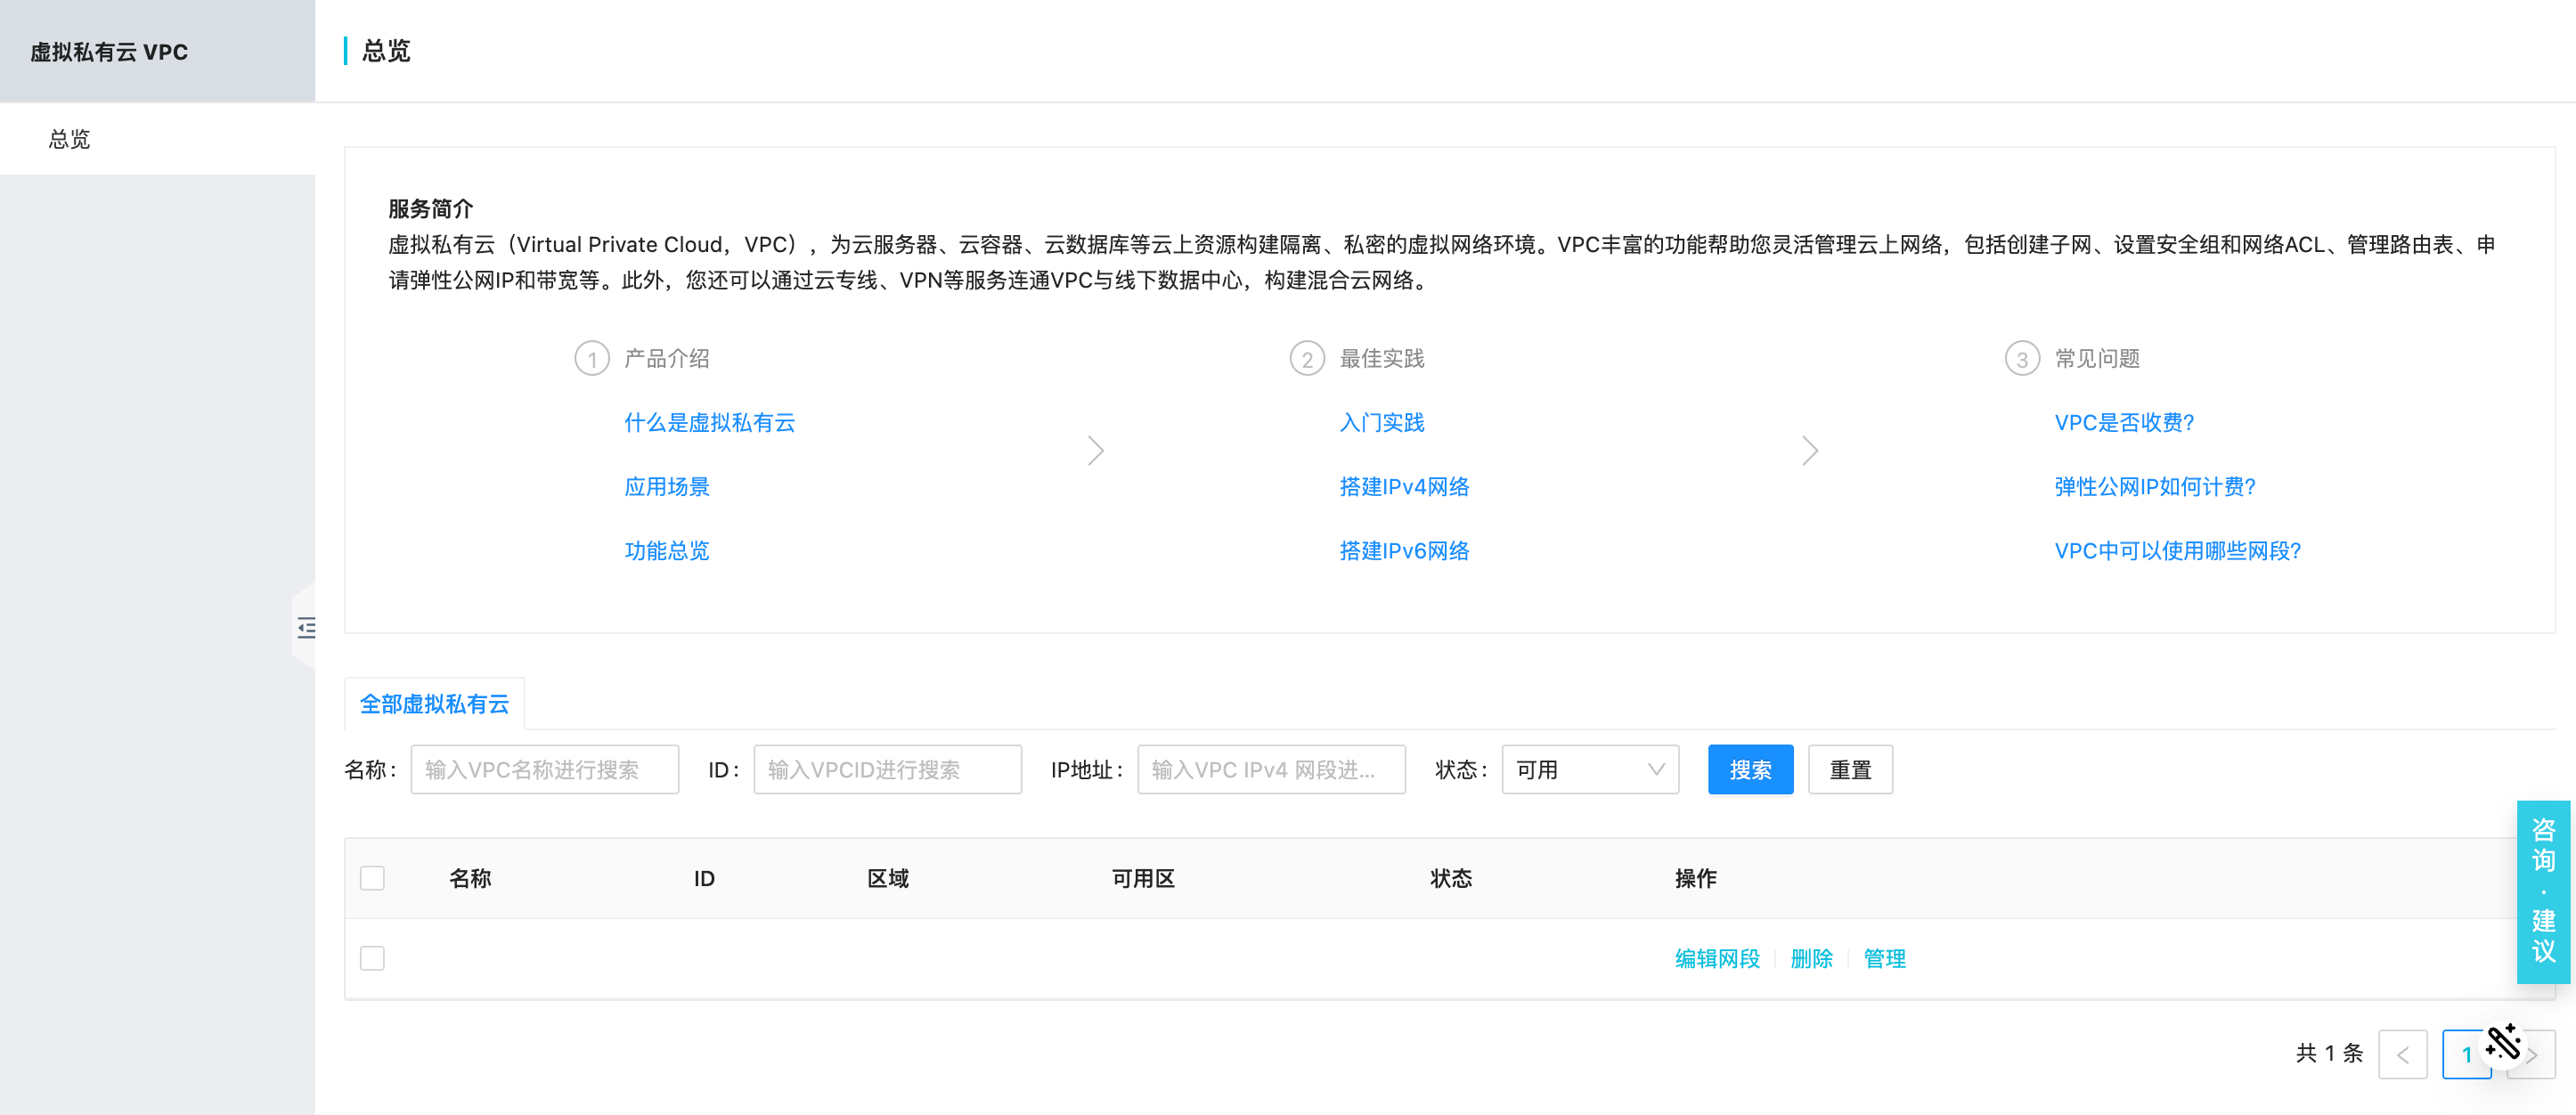 虚拟私有云 VPC
总览
总览
服务简介
虚拟私有云（Virtual Private Cloud，VPC），为云服务器、云容器、云数据库等云上资源构建隔离、私密的虚拟网络环境。VPC丰富的功能帮助您灵活管理云上网络，包括创建子网、设置安全组和网络ACL、管理路由表、申
请弹性公网IP和带宽等。此外，您还可以通过云专线、VPN等服务连通VPC与线下数据中心，构建混合云网络。
1 产品介绍
什么是虚拟私有云
应用场景
功能总览
2 最佳实践
入门实践
搭建IPv4网络
搭建IPv6网络
3 常见问题
VPC是否收费?
弹性公网IP如何计费?
VPC中可以使用哪些网段?
全部虚拟私有云
名称: 输入VPC名称进行搜索 ID: 输入VPCID进行搜索 IP地址: 输入VPC IPv4 网段进... 状态: 可用 搜索 重置
名称 ID 区域 可用区 状态 操作
编辑网段 删除 管理
咨询·建议
共 1 条 < 1 >